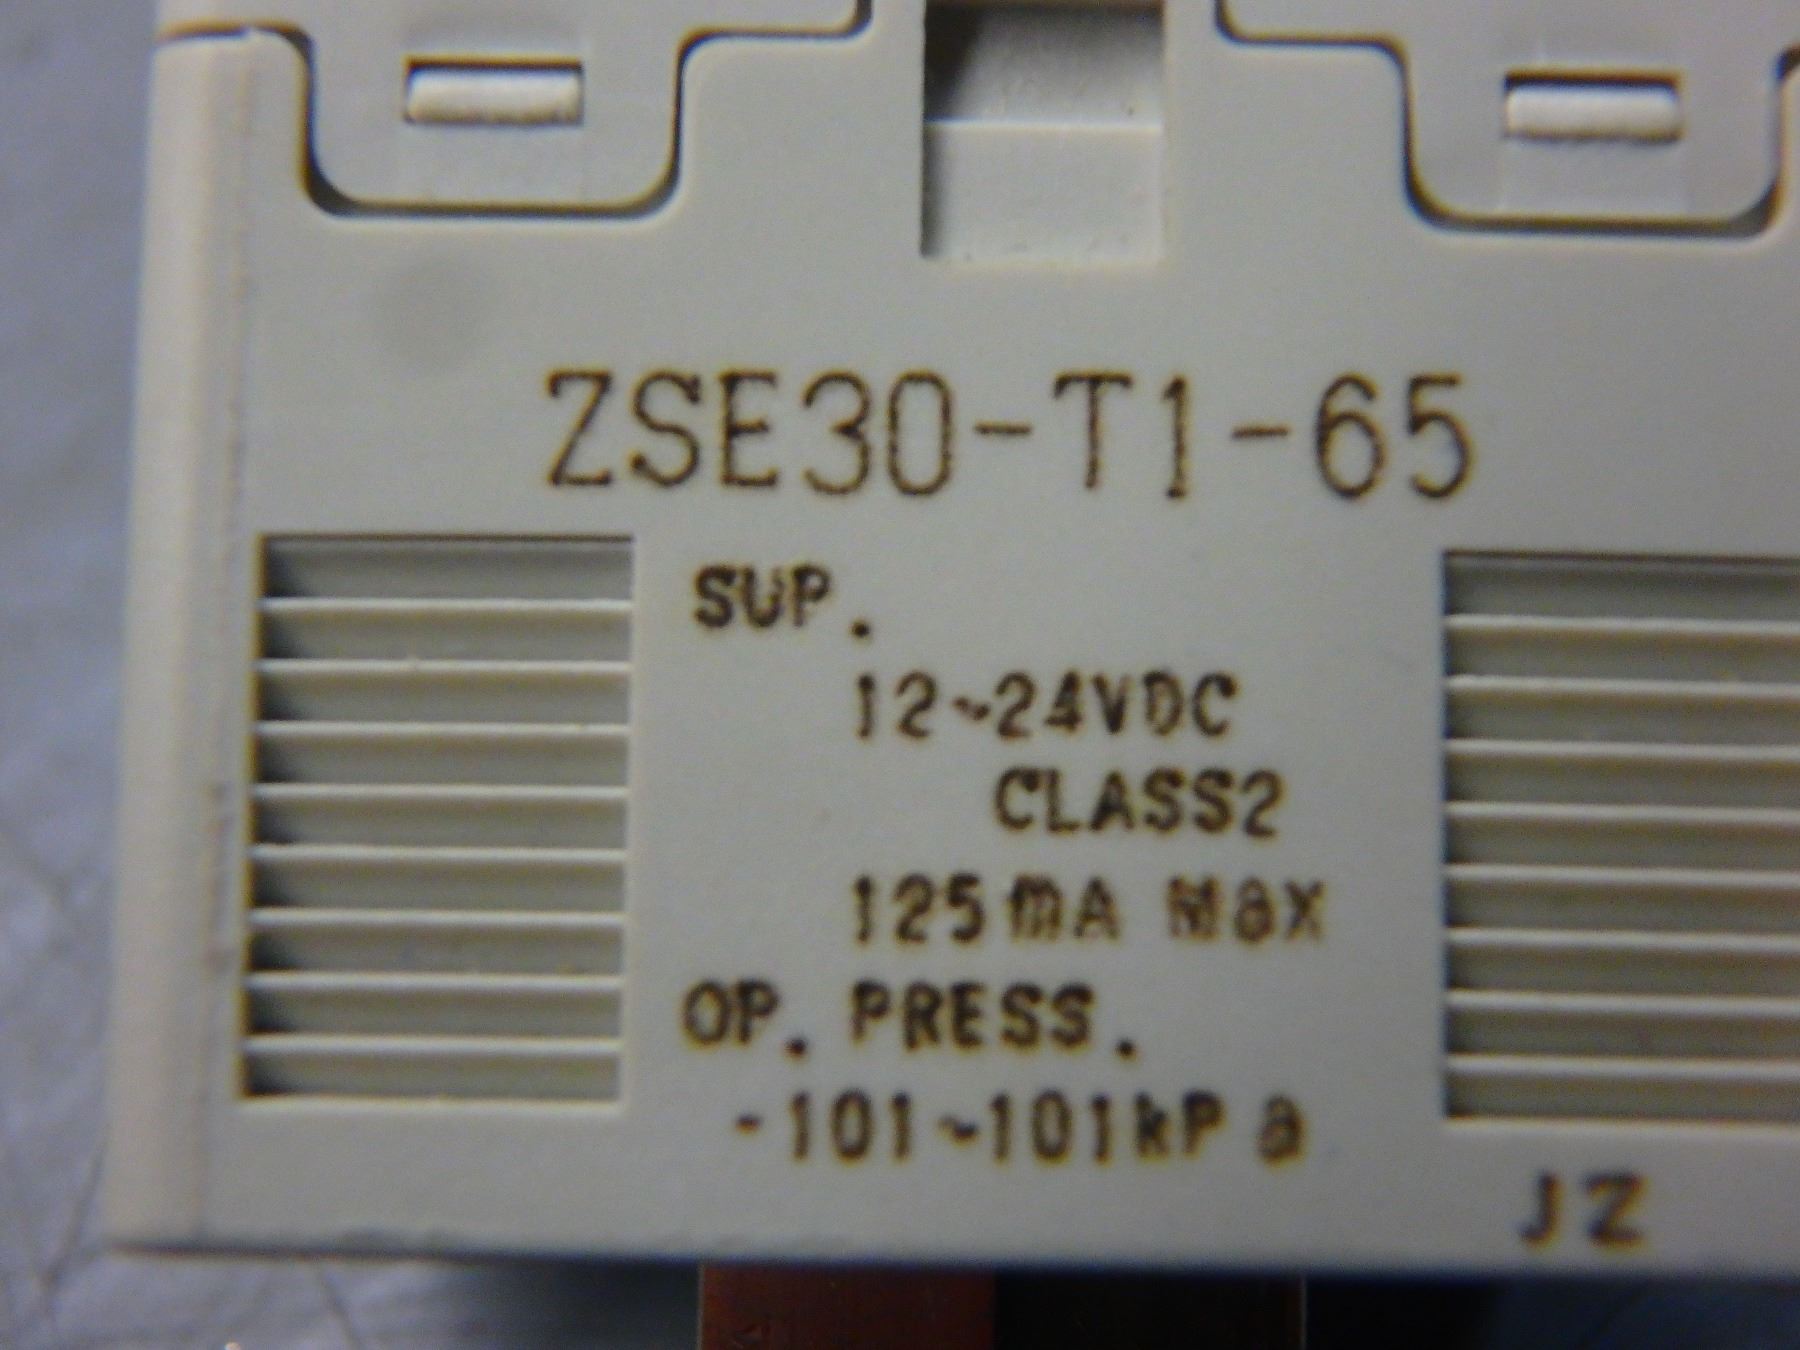 ZSE30-T1-65
SUP.
12~24VDC
CLASS2
125mA Max
OP. PRESS.
-101~101kPa
JZ